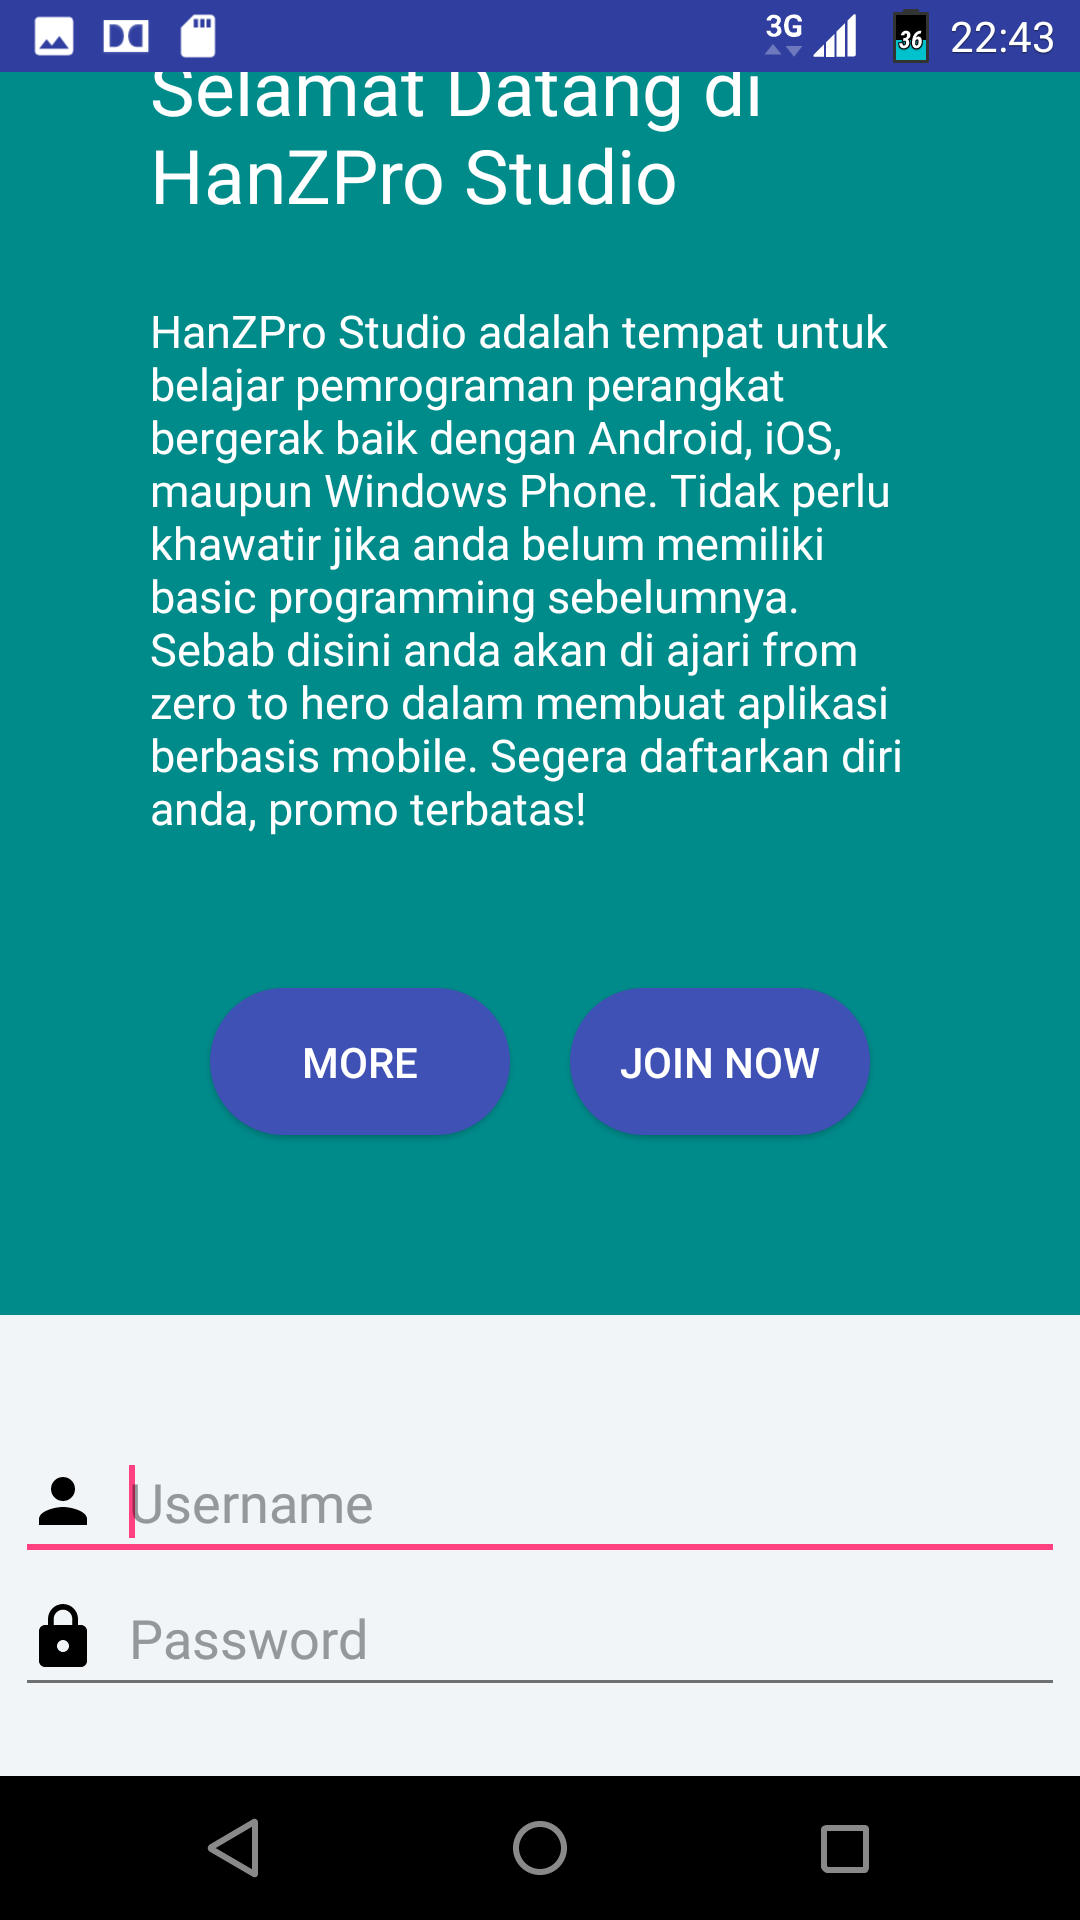 3G
36
22:43
Selamat Datang di
HanZPro Studio
HanZPro Studio adalah tempat untuk
belajar pemrograman perangkat
bergerak baik dengan Android, iOS,
maupun Windows Phone. Tidak perlu
khawatir jika anda belum memiliki
basic programming sebelumnya.
Sebab disini anda akan di ajari from
zero to hero dalam membuat aplikasi
berbasis mobile. Segera daftarkan diri
anda, promo terbatas!
MORE
JOIN NOW
Username
Password